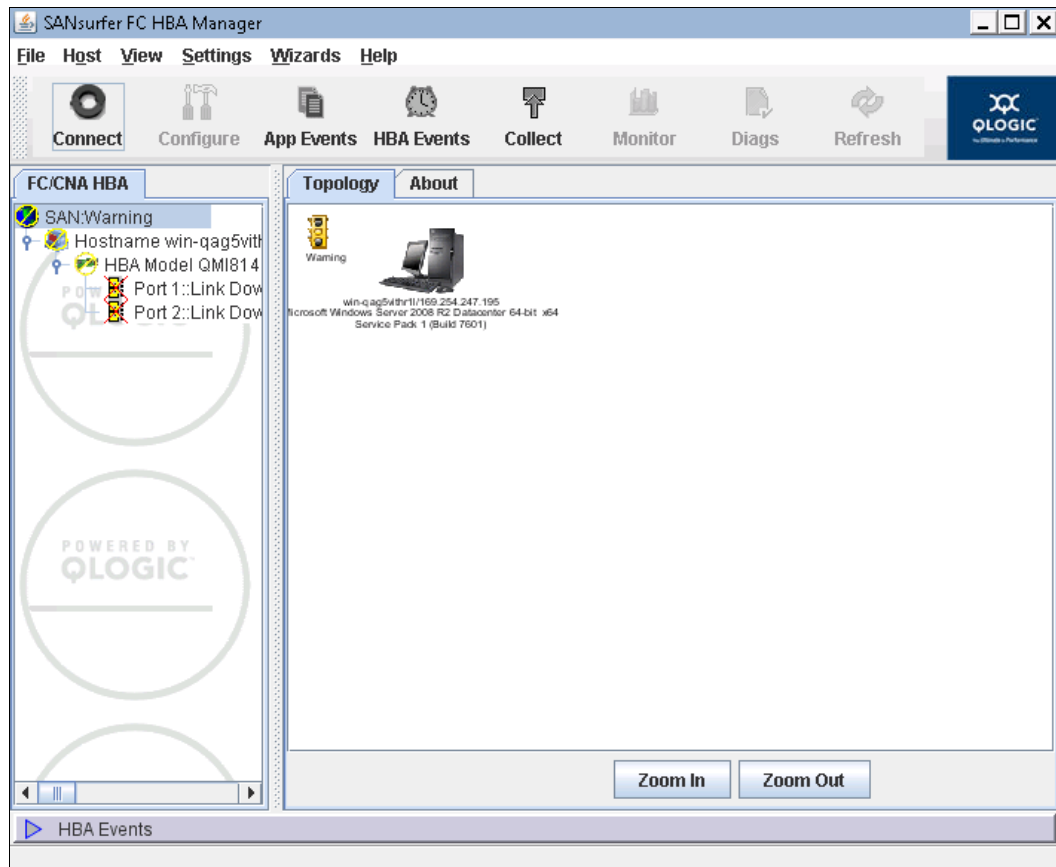 SANsurfer FC HBA Manager
File Host View Settings Wizards Help
Connect Configure App Events HBA Events Collect Monitor Diags Refresh
QLOGIC
FC/CNA HBA
Topology About
SAN:Warning
Hostname win-qag5vith
HBA Model QMI814
Port 1::Link Dow
Port 2::Link Dow
Warning
win-qag5vithr1l/169.254.247.195
licrosoft Windows Server 2008 R2 Datacenter 64-bit x64
Service Pack 1 (Build 7601)
POWERED BY
QLOGIC
Zoom In Zoom Out
HBA Events